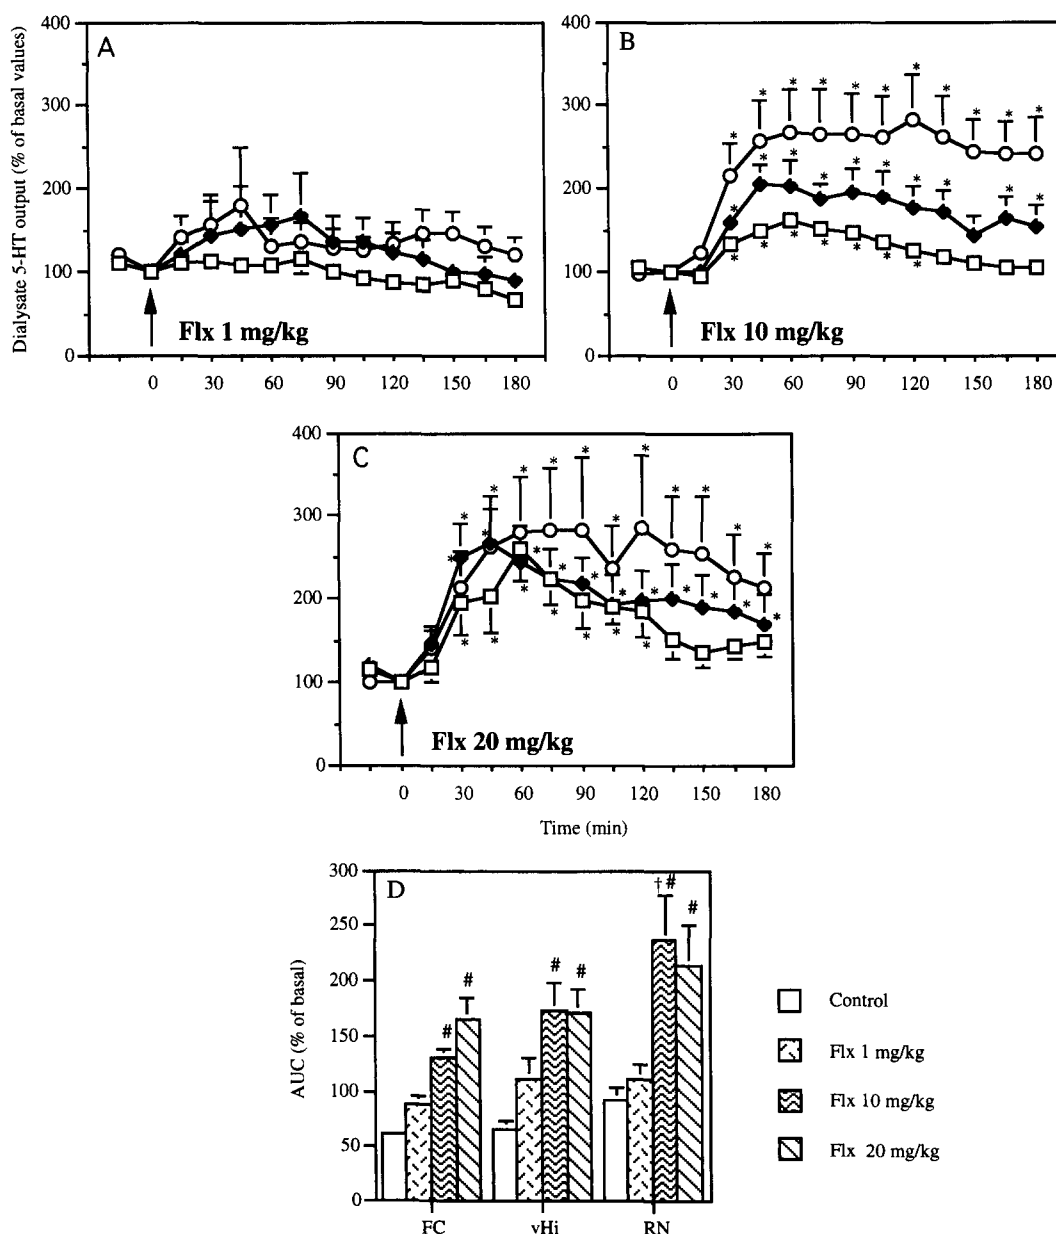 Dialysate 5-HT output (% of basal values)
A
400
300
200
100
0
Flx 1 mg/kg
0 30 60 90 120 150 180
B
400
300
200
100
0
Flx 10 mg/kg
0 30 60 90 120 150 180
C
400
300
200
100
0
Flx 20 mg/kg
0 30 60 90 120 150 180
Time (min)
D
AUC (% of basal)
300
250
200
150
100
50
0
# # # # †# #
FC vHi RN
Control
Flx 1 mg/kg
Flx 10 mg/kg
Flx 20 mg/kg